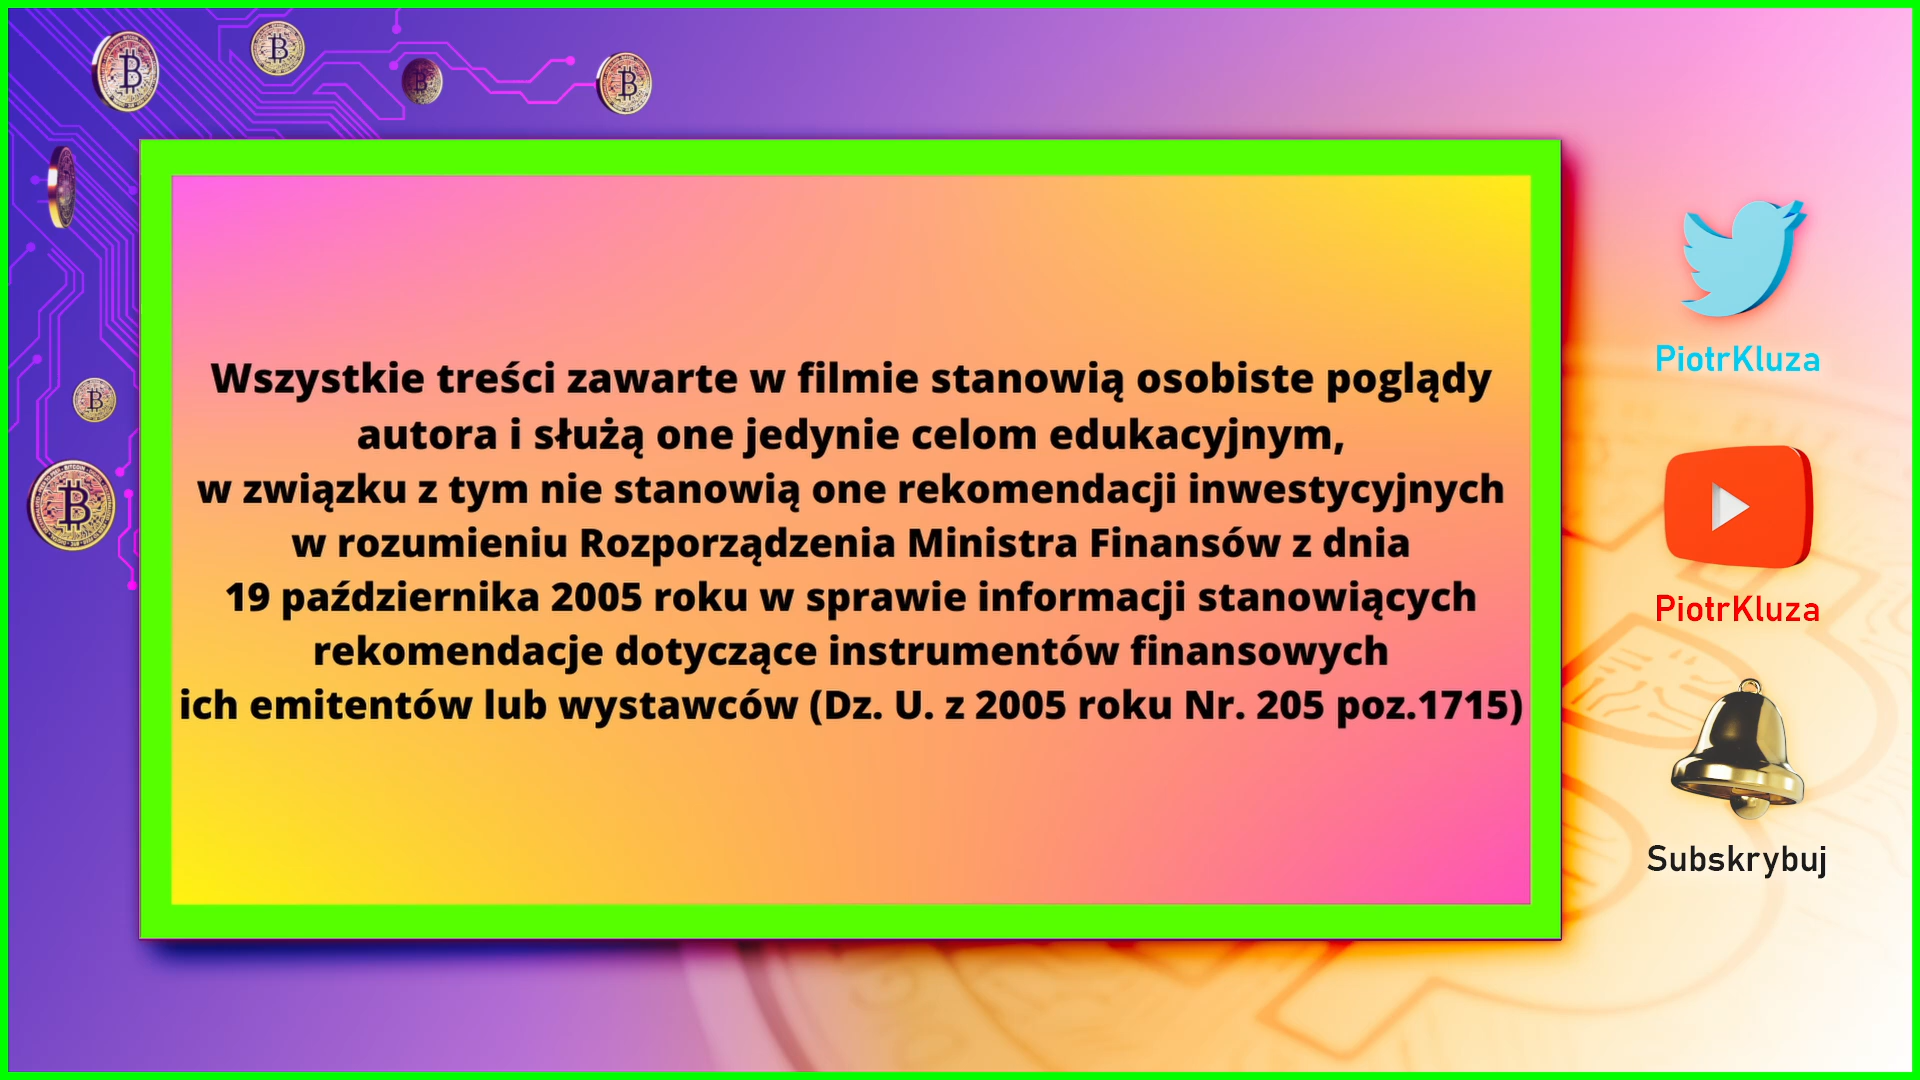 Wszystkie treści zawarte w filmie stanowią osobiste poglądy
autora i służą one jedynie celom edukacyjnym,
w związku z tym nie stanowią one rekomendacji inwestycyjnych
w rozumieniu Rozporządzenia Ministra Finansów z dnia
19 października 2005 roku w sprawie informacji stanowiących
rekomendacje dotyczące instrumentów finansowych
ich emitentów lub wystawców (Dz. U. z 2005 roku Nr. 205 poz.1715)
PiotrKluza
PiotrKluza
Subskrybuj